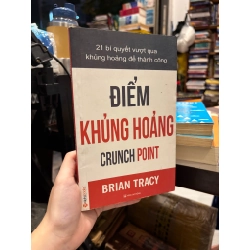 21 bí quyết vượt qua
khủng hoảng để thành công
ĐIỂM
KHỦNG HOẢNG
CRUNCH POINT
BRIAN TRACY